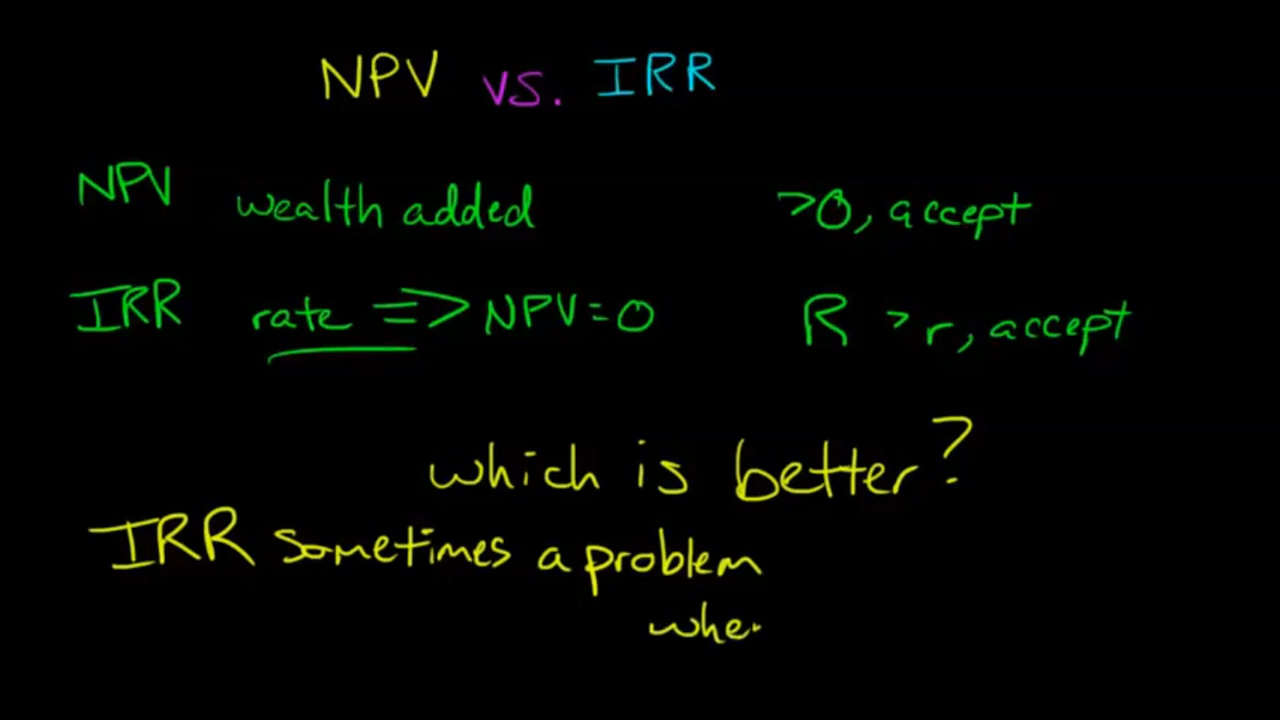 NPV vs. IRR
NPV wealth added >0, accept
IRR rate => NPV=0 R >r, accept
which is better?
IRR sometimes a problem
whe